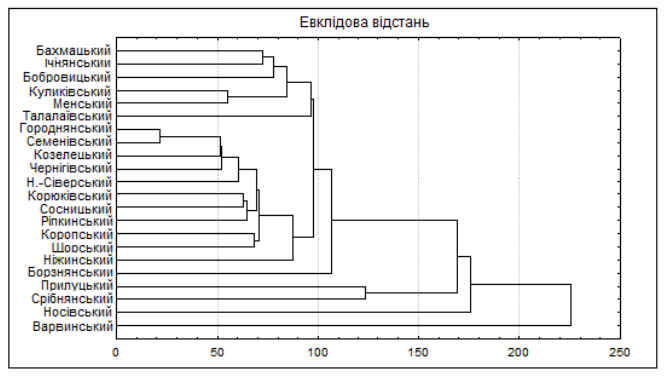 Евклідова відстань
Бахмацький
Ічнянський
Бобровицький
Куликівський
Менський
Талалаївський
Городнянський
Семенівський
Козелецький
Чернігівський
Н.-Сіверський
Корюківський
Сосницький
Ріпкинський
Коропський
Щорський
Ніжинський
Борзнянський
Прилуцький
Срібнянський
Носівський
Варвинський
0 50 100 150 200 250